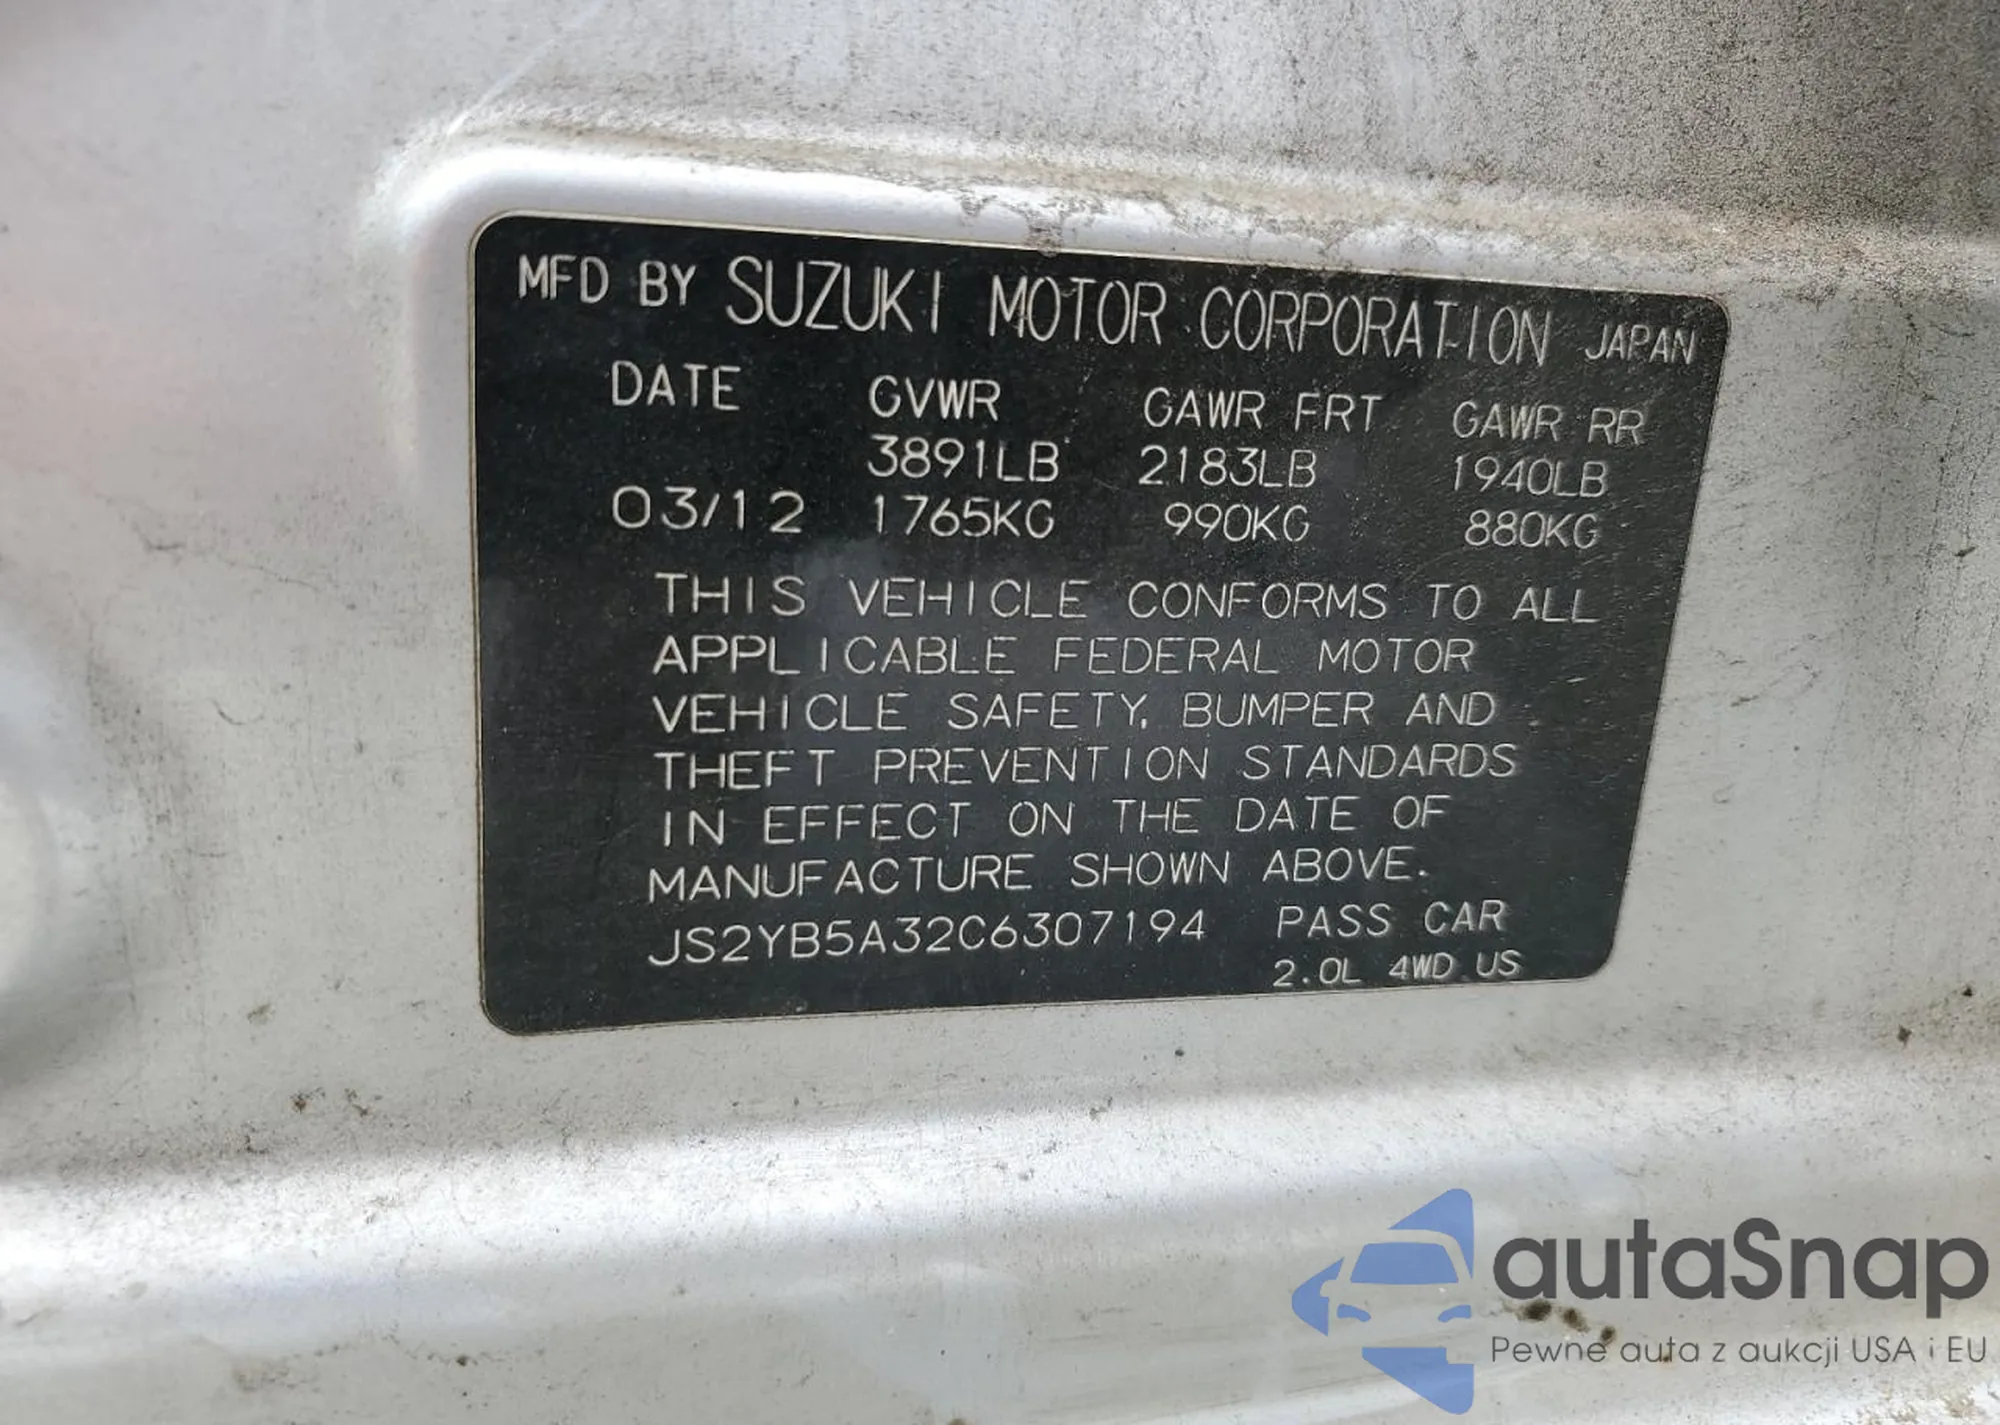 MFD BY SUZUKI MOTOR CORPORATION JAPAN
DATE GVWR GAWR FRT GAWR RR
3891LB 2183LB 1940LB
03/12 1765KG 990KG 880KG
THIS VEHICLE CONFORMS TO ALL
APPLICABLE FEDERAL MOTOR
VEHICLE SAFETY, BUMPER AND
THEFT PREVENTION STANDARDS
IN EFFECT ON THE DATE OF
MANUFACTURE SHOWN ABOVE.
JS2YB5A32C6307194 PASS CAR
2.0L 4WD US
autaSnap
Pewne auta z aukcji USA i EU